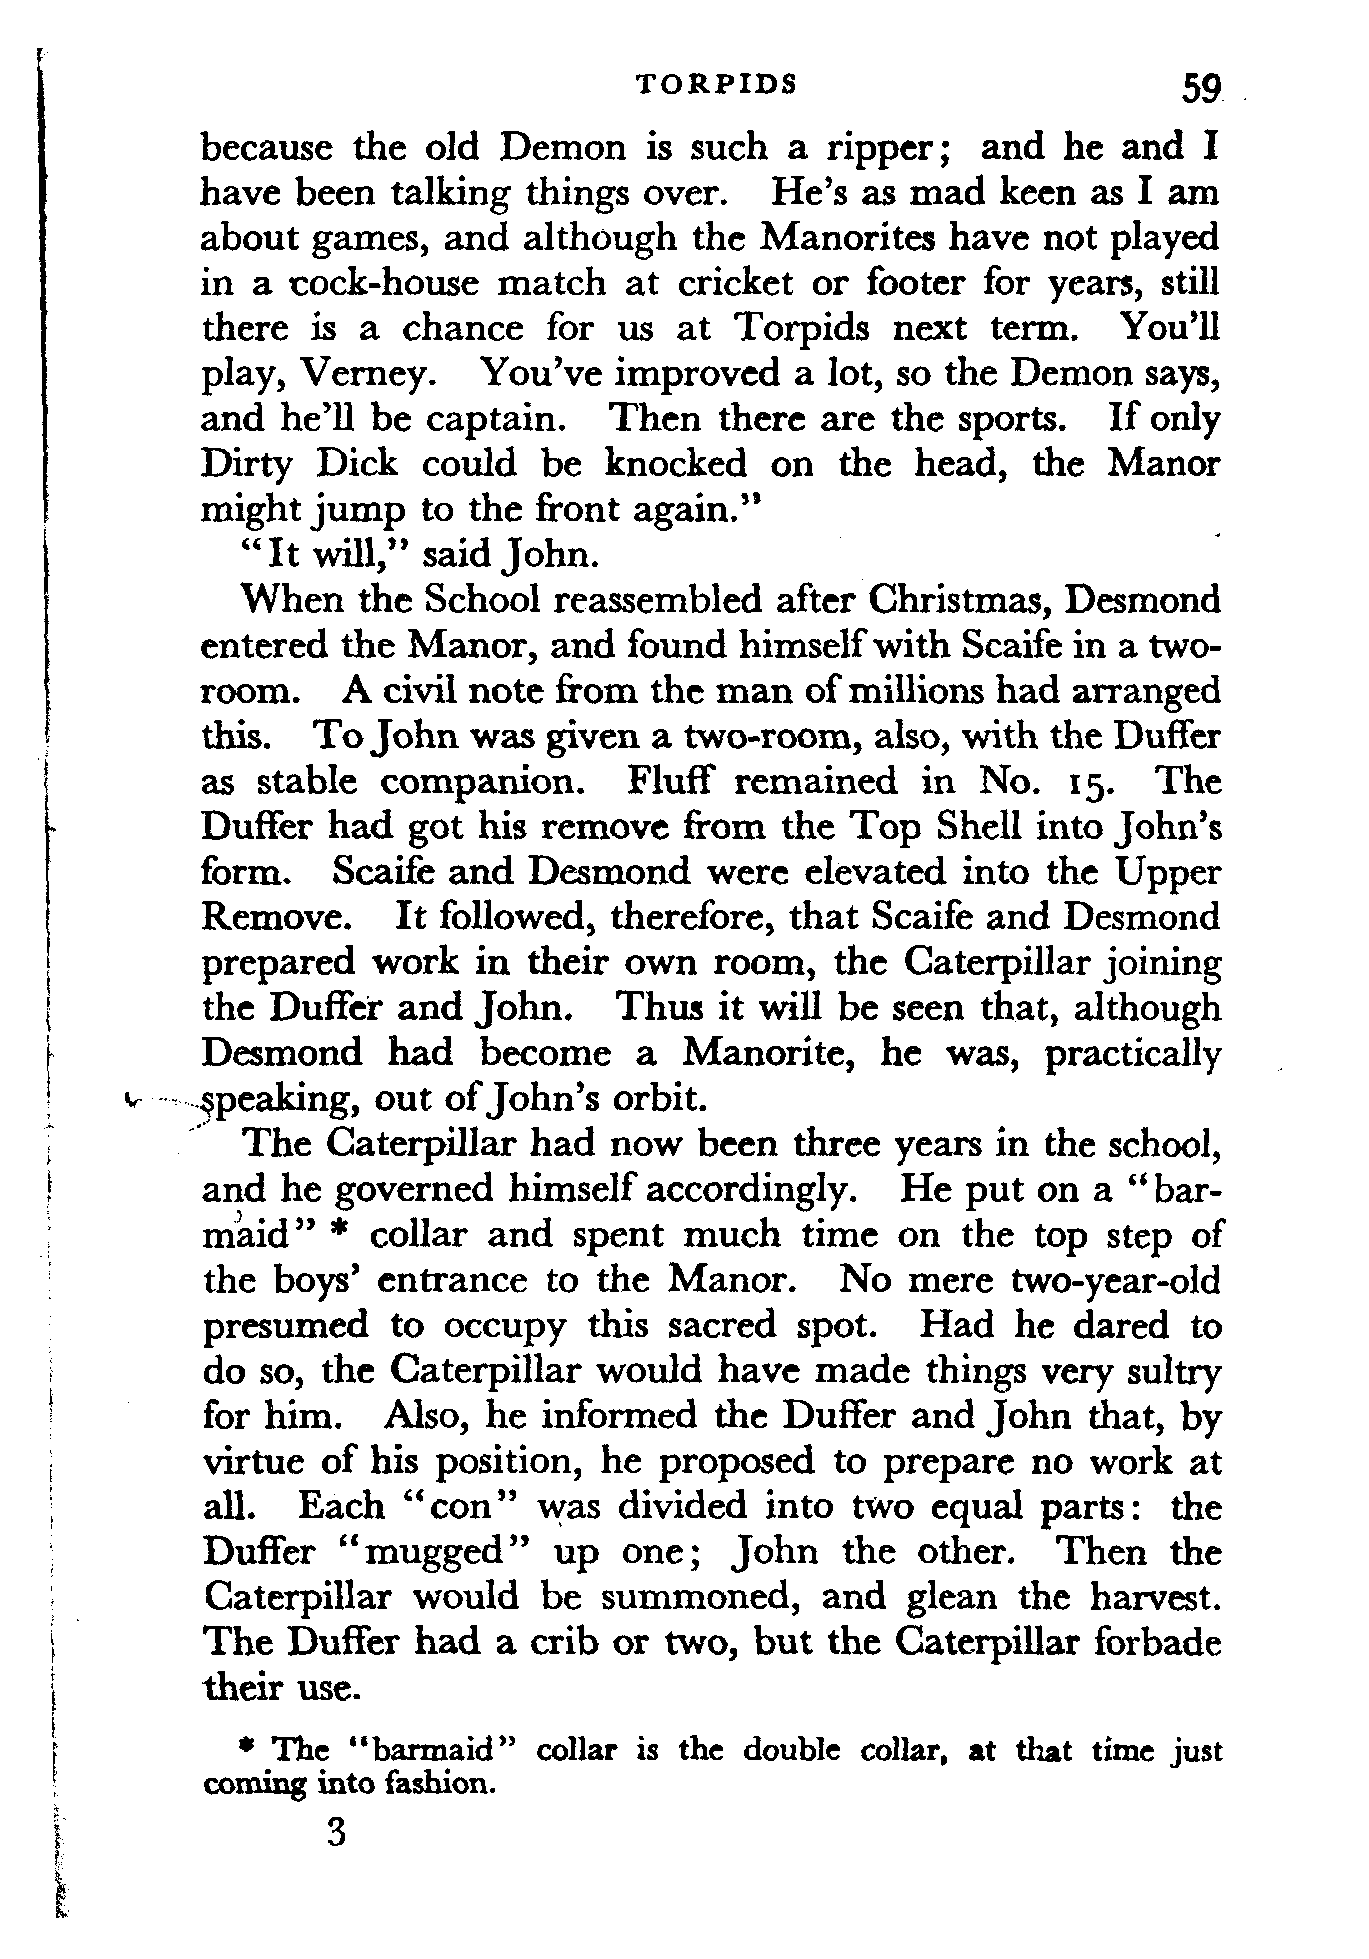 TORPIDS 59
because the old Demon is such a ripper; and he and I
have been talking things over. He's as mad keen as I am
about games, and although the Manorites have not played
in a cock-house match at cricket or footer for years, still
there is a chance for us at Torpids next term. You'll
play, Verney. You've improved a lot, so the Demon says,
and he'll be captain. Then there are the sports. If only
Dirty Dick could be knocked on the head, the Manor
might jump to the front again."
"It will," said John.
When the School reassembled after Christmas, Desmond
entered the Manor, and found himself with Scaife in a two-
room. A civil note from the man of millions had arranged
this. To John was given a two-room, also, with the Duffer
as stable companion. Fluff remained in No. 15. The
Duffer had got his remove from the Top Shell into John's
form. Scaife and Desmond were elevated into the Upper
Remove. It followed, therefore, that Scaife and Desmond
prepared work in their own room, the Caterpillar joining
the Duffer and John. Thus it will be seen that, although
Desmond had become a Manorite, he was, practically
speaking, out of John's orbit.
The Caterpillar had now been three years in the school,
and he governed himself accordingly. He put on a "bar-
maid" * collar and spent much time on the top step of
the boys' entrance to the Manor. No mere two-year-old
presumed to occupy this sacred spot. Had he dared to
do so, the Caterpillar would have made things very sultry
for him. Also, he informed the Duffer and John that, by
virtue of his position, he proposed to prepare no work at
all. Each "con" was divided into two equal parts: the
Duffer "mugged" up one; John the other. Then the
Caterpillar would be summoned, and glean the harvest.
The Duffer had a crib or two, but the Caterpillar forbade
their use.
* The "barmaid" collar is the double collar, at that time just
coming into fashion.
3